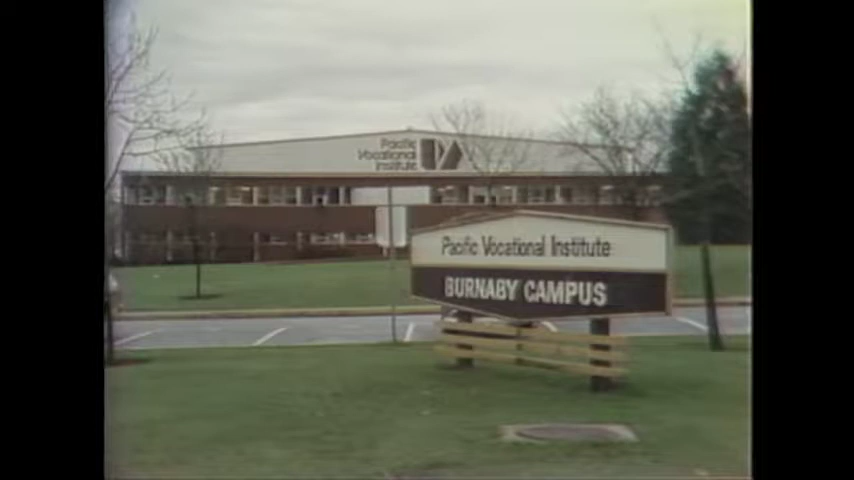 Pacific
Vocational
Institute
Pacific Vocational Institute
BURNABY CAMPUS